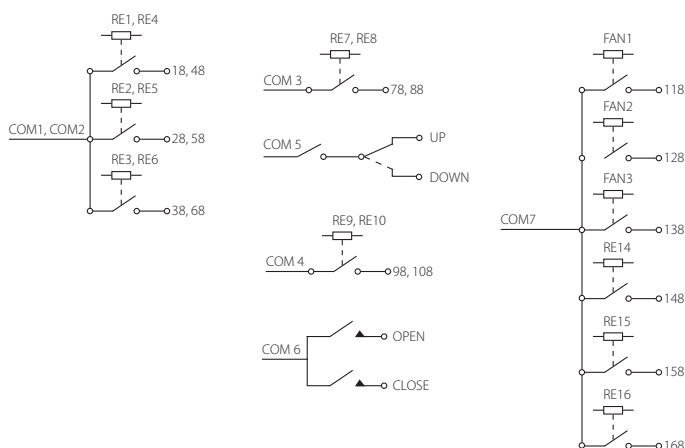 RE1, RE4
18, 48
RE2, RE5
COM1, COM2
28, 58
RE3, RE6
38, 68
RE7, RE8
COM 3
78, 88
COM 5
UP
DOWN
RE9, RE10
COM 4
98, 108
COM 6
OPEN
CLOSE
FAN1
118
FAN2
128
FAN3
COM7
138
RE14
148
RE15
158
RE16
168